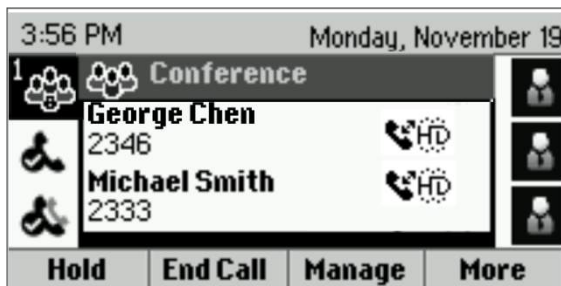 3:56 PM Monday, November 19
1 Conference
George Chen
2346 HD
Michael Smith
2333 HD
Hold End Call Manage More